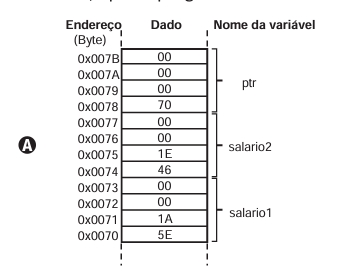 Endereço Dado Nome da variável
(Byte)
0x007B 00
0x007A 00
0x0079 00
ptr
0x0078 70
0x0077 00
0x0076 00
0x0075 1E
A salario2
0x0074 46
0x0073 00
0x0072 00
salario1
0x0071 1A
0x0070 5E